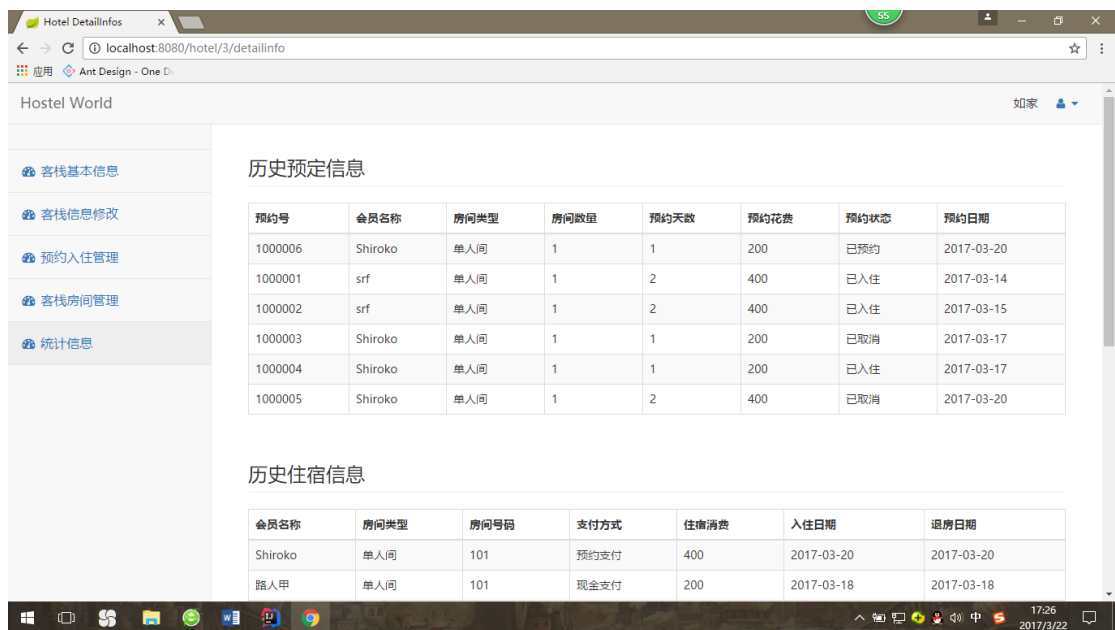 Hotel DetailInfos
55
localhost:8080/hotel/3/detailinfo
应用 Ant Design - One D
Hostel World 如家
客栈基本信息
客栈信息修改
预约入住管理
客栈房间管理
统计信息
历史预定信息
预约号 会员名称 房间类型 房间数量 预约天数 预约花费 预约状态 预约日期
1000006 Shiroko 单人间 1 1 200 已预约 2017-03-20
1000001 srf 单人间 1 2 400 已入住 2017-03-14
1000002 srf 单人间 1 2 400 已入住 2017-03-15
1000003 Shiroko 单人间 1 1 200 已取消 2017-03-17
1000004 Shiroko 单人间 1 1 200 已入住 2017-03-17
1000005 Shiroko 单人间 1 2 400 已取消 2017-03-20
历史住宿信息
会员名称 房间类型 房间号码 支付方式 住宿消费 入住日期 退房日期
Shiroko 单人间 101 预约支付 400 2017-03-20 2017-03-20
路人甲 单人间 101 现金支付 200 2017-03-18 2017-03-18
中
17:26
2017/3/22